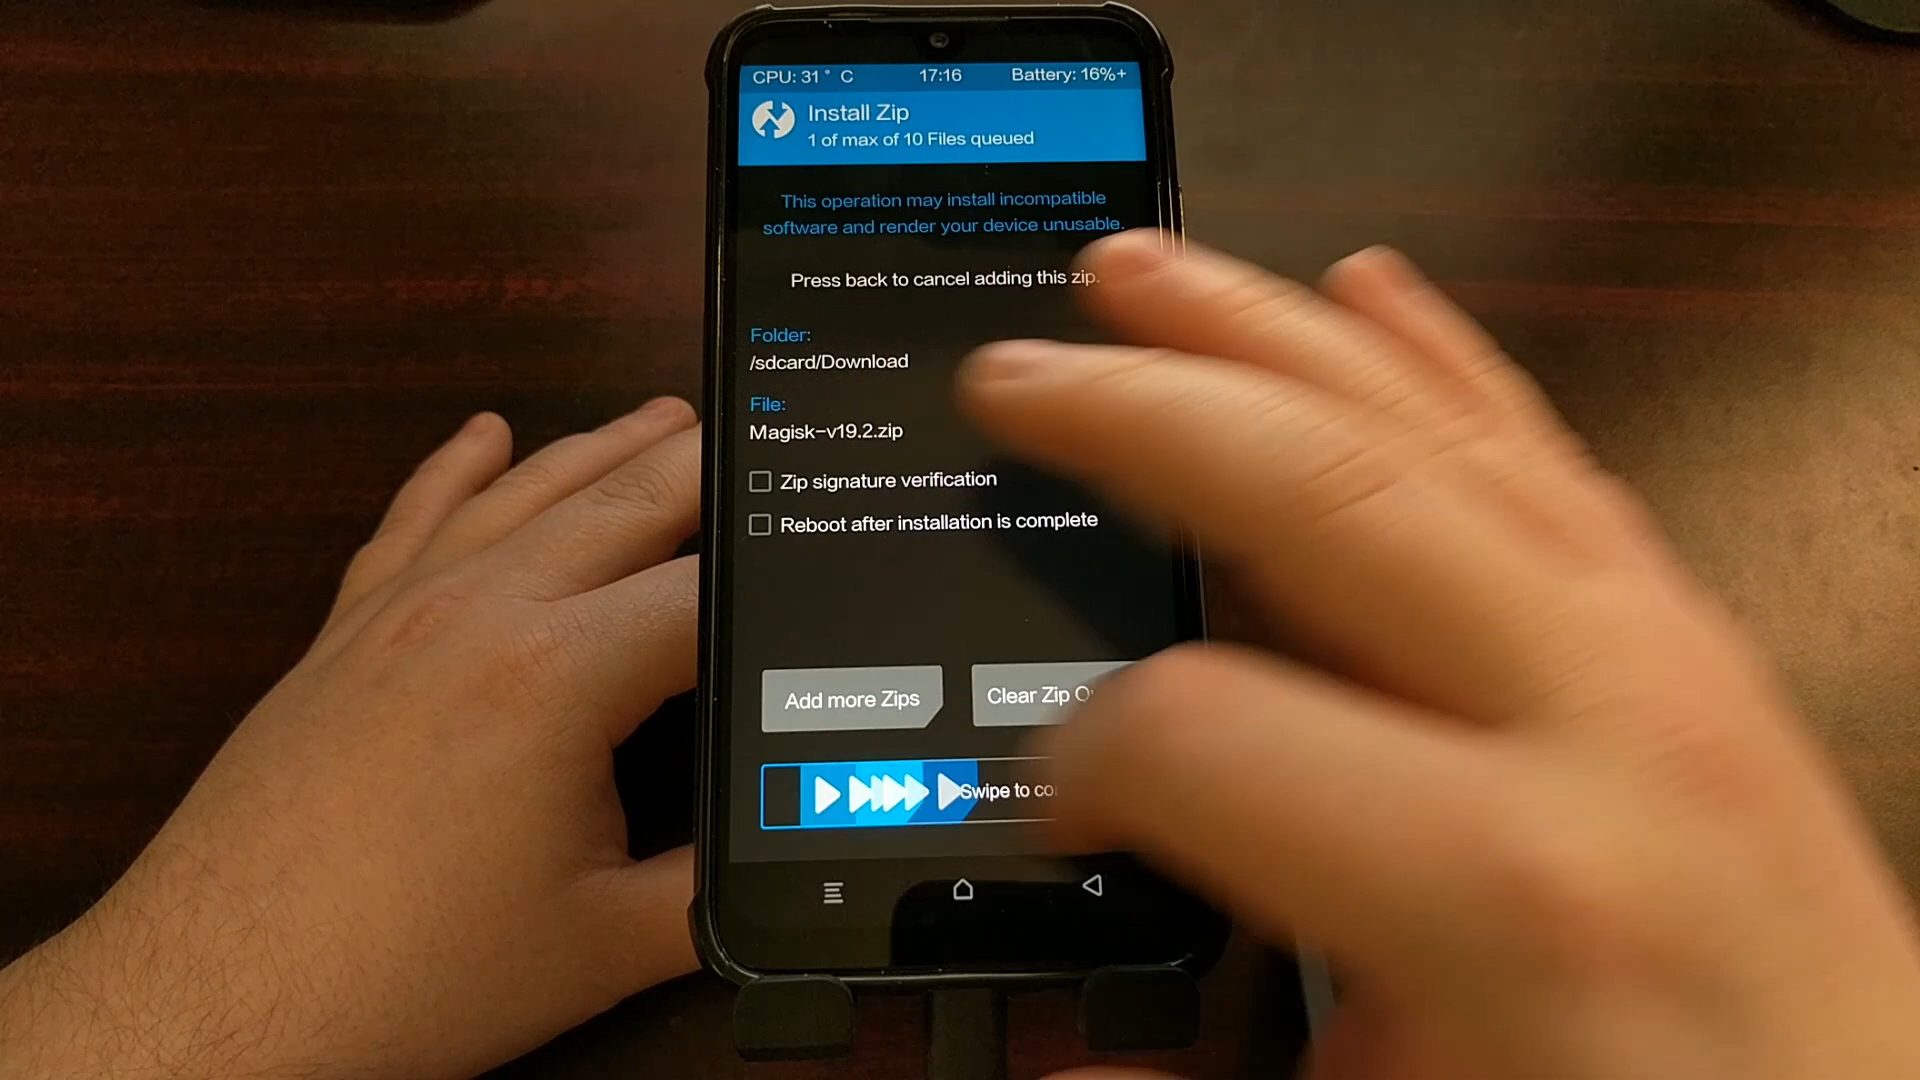 CPU: 31 ° C 17:16 Battery: 16%+
Install Zip
1 of max of 10 Files queued
This operation may install incompatible
software and render your device unusable.
Press back to cancel adding this zip.
Folder:
/sdcard/Download
File:
Magisk-v19.2.zip
Zip signature verification
Reboot after installation is complete
Add more Zips Clear Zip
Swipe to